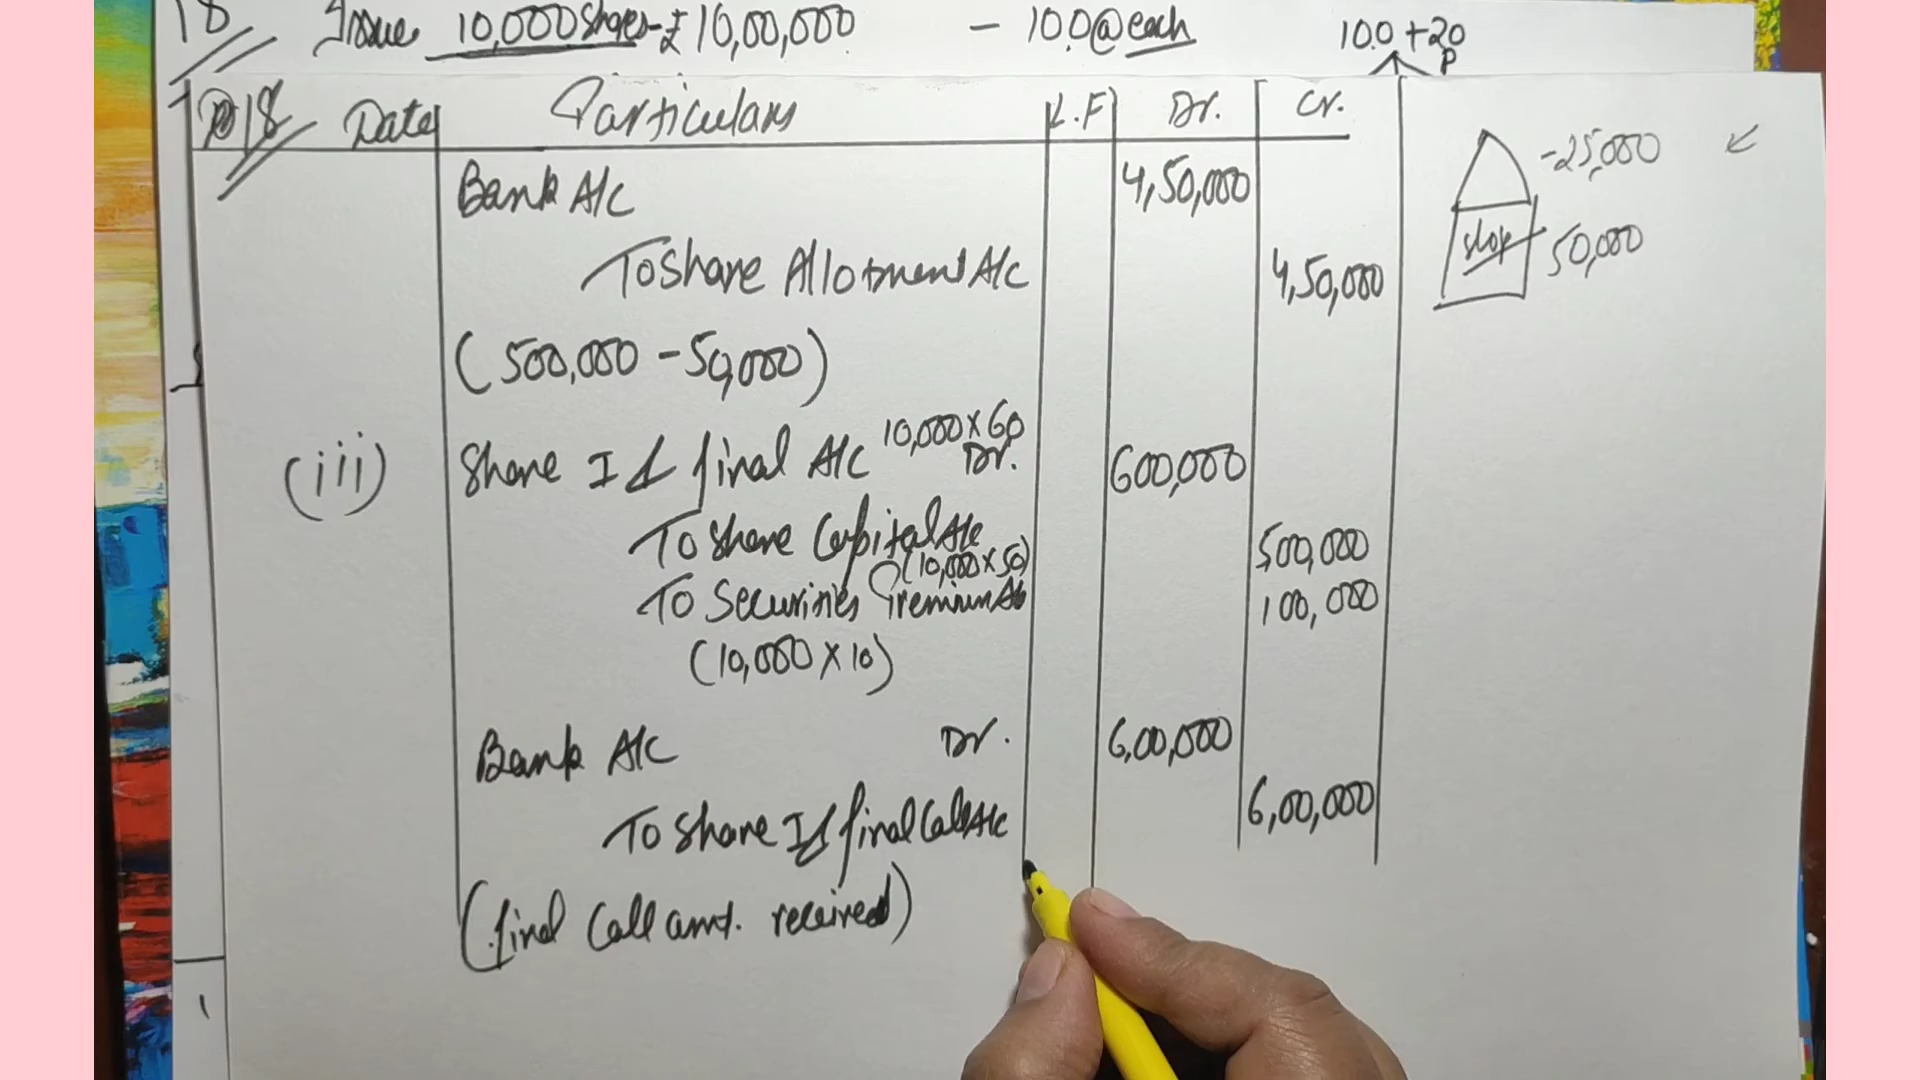 18 Issue 10,000 shares - ₹ 10,00,000 - 100@each 100+20
P
18 Date Particulars L.F Dr. Cr.
Bank A/c 4,50,000
To Share Allotment A/c 4,50,000
(500,000 - 50,000)
-25,000
50,000
10,000 x 60
(iii) Share I & final A/c Dr. 600,000
To Share Capital A/c 500,000
(10,000 x 50)
To Securities Premium A/c 100,000
(10,000 x 10)
Bank A/c Dr. 6,00,000
To Share I & final Call A/c 6,00,000
(final Call amt. received)